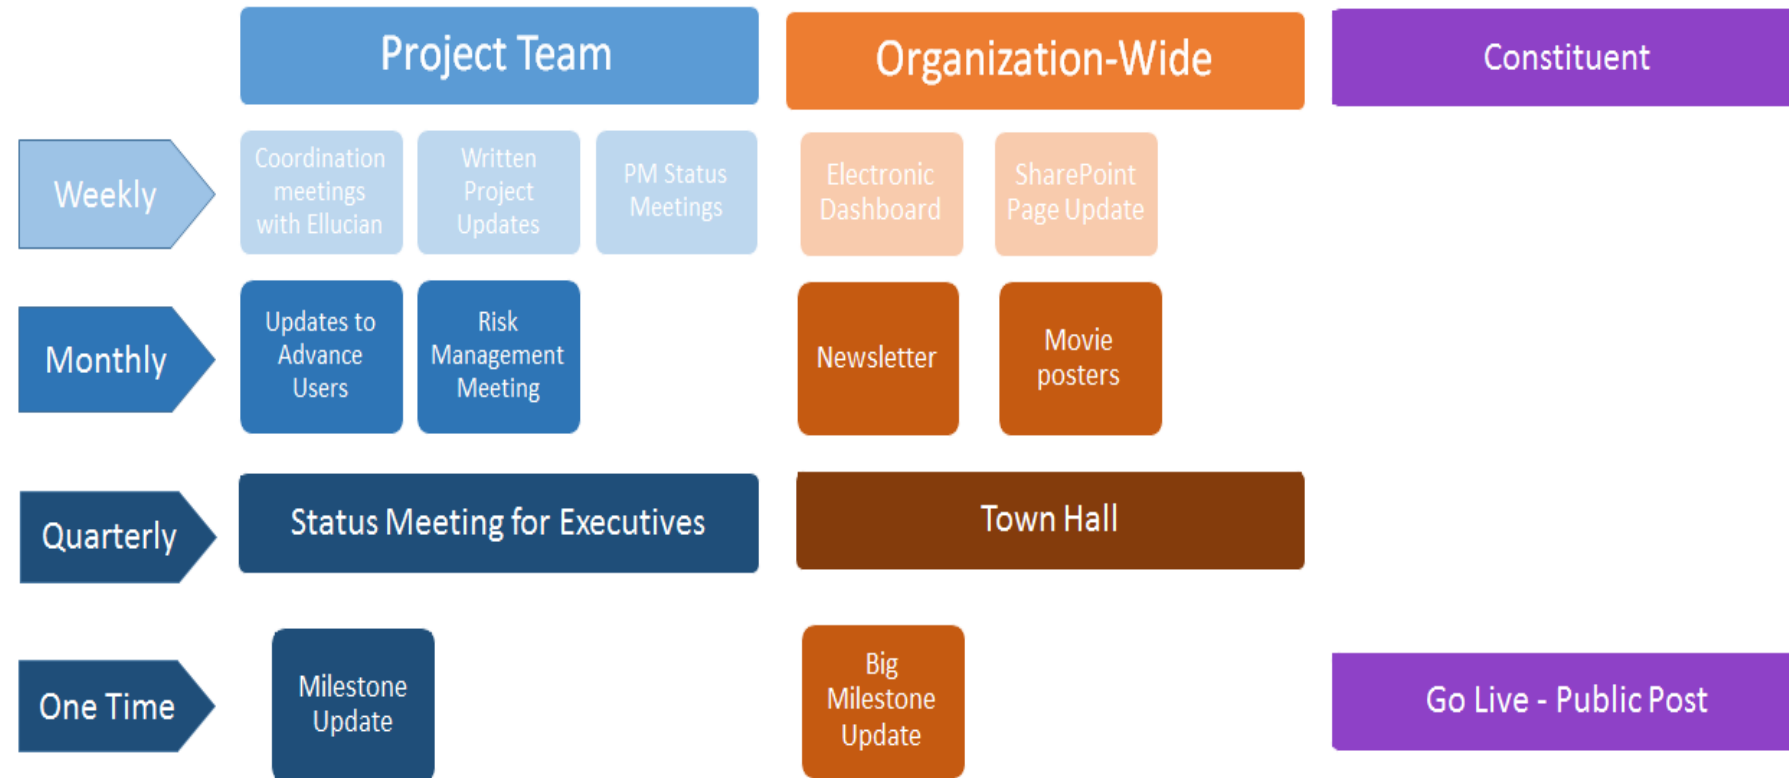 Project Team
Organization-Wide
Constituent
Weekly
Coordination
meetings
with Ellucian
Written
Project
Updates
PM Status
Meetings
Electronic
Dashboard
SharePoint
Page Update
Monthly
Updates to
Advance
Users
Risk
Management
Meeting
Newsletter
Movie
posters
Quarterly
Status Meeting for Executives
Town Hall
One Time
Milestone
Update
Big
Milestone
Update
Go Live - Public Post